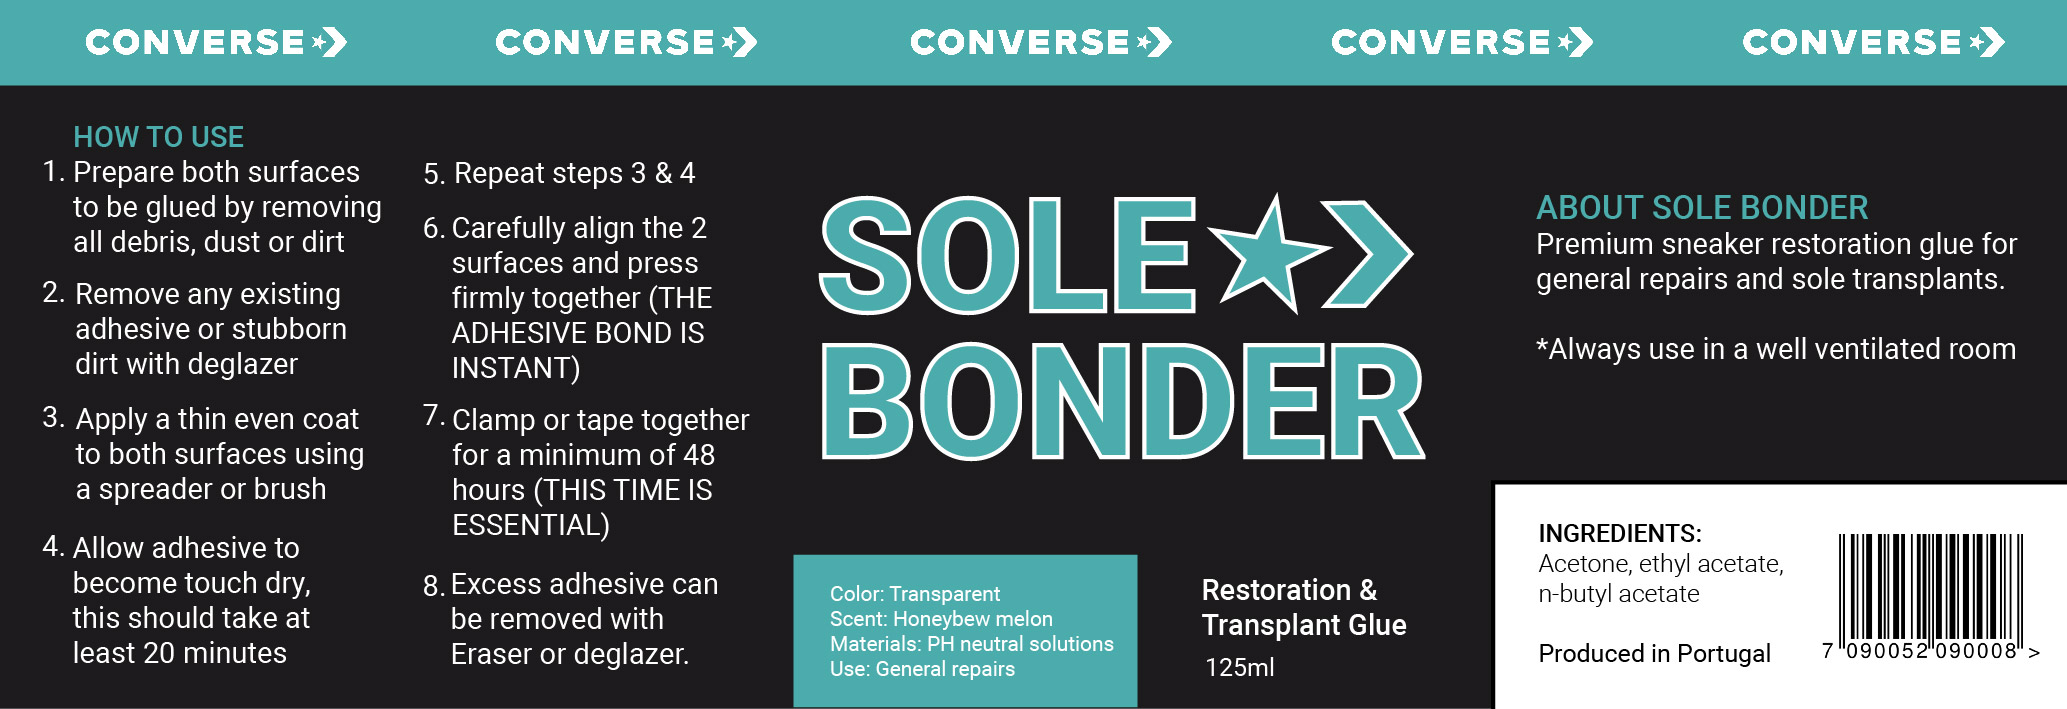 CONVERSE CONVERSE CONVERSE CONVERSE CONVERSE
HOW TO USE
1. Prepare both surfaces
to be glued by removing
all debris, dust or dirt
2. Remove any existing
adhesive or stubborn
dirt with deglazer
3. Apply a thin even coat
to both surfaces using
a spreader or brush
4. Allow adhesive to
become touch dry,
this should take at
least 20 minutes
5. Repeat steps 3 & 4
6. Carefully align the 2
surfaces and press
firmly together (THE
ADHESIVE BOND IS
INSTANT)
7. Clamp or tape together
for a minimum of 48
hours (THIS TIME IS
ESSENTIAL)
8. Excess adhesive can
be removed with
Eraser or deglazer.
SOLE
BONDER
Color: Transparent
Scent: Honeybew melon
Materials: PH neutral solutions
Use: General repairs
Restoration &
Transplant Glue
125ml
ABOUT SOLE BONDER
Premium sneaker restoration glue for
general repairs and sole transplants.
*Always use in a well ventilated room
INGREDIENTS:
Acetone, ethyl acetate,
n-butyl acetate
Produced in Portugal
7 090052 090008 >